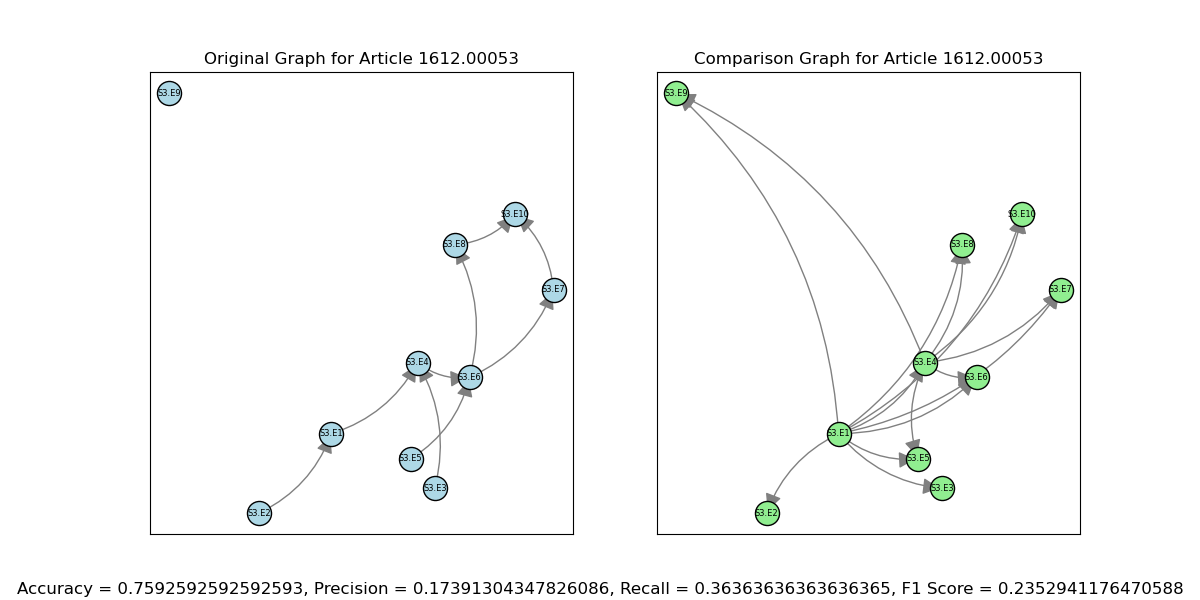 Original Graph for Article 1612.00053
Comparison Graph for Article 1612.00053
S3.E9
S3.E10
S3.E8
S3.E7
S3.E4
S3.E6
S3.E1
S3.E5
S3.E3
S3.E2
S3.E9
S3.E10
S3.E8
S3.E7
S3.E4
S3.E6
S3.E1
S3.E5
S3.E3
S3.E2
Accuracy = 0.7592592592592593, Precision = 0.17391304347826086, Recall = 0.36363636363636365, F1 Score = 0.2352941176470588